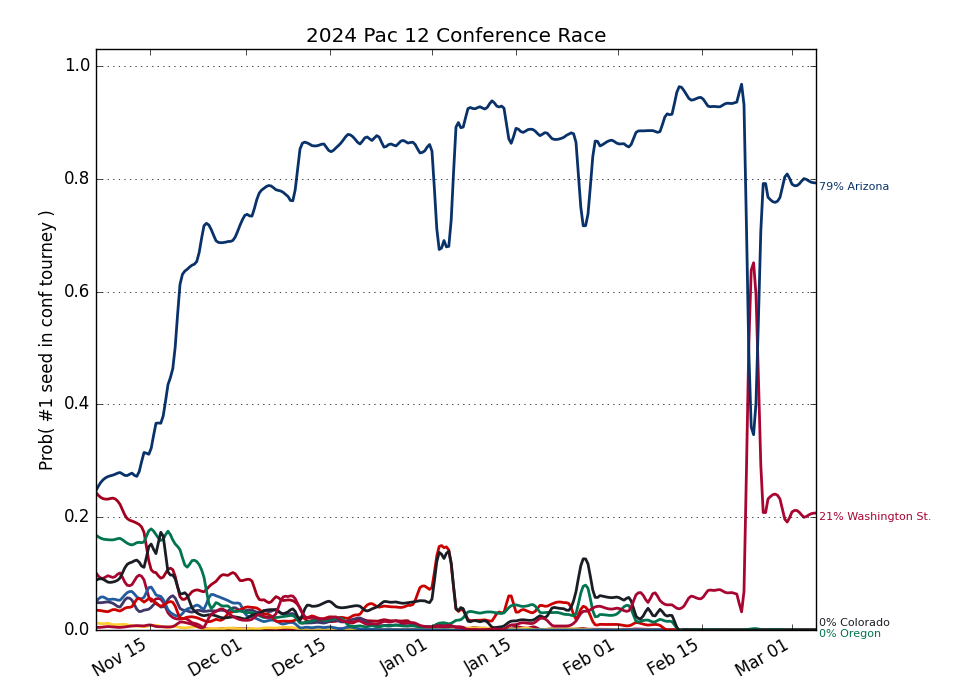 2024 Pac 12 Conference Race
Prob( #1 seed in conf tourney )
1.0
0.8
0.6
0.4
0.2
0.0
79% Arizona
21% Washington St.
0% Colorado
0% Oregon
Nov 15
Dec 01
Dec 15
Jan 01
Jan 15
Feb 01
Feb 15
Mar 01